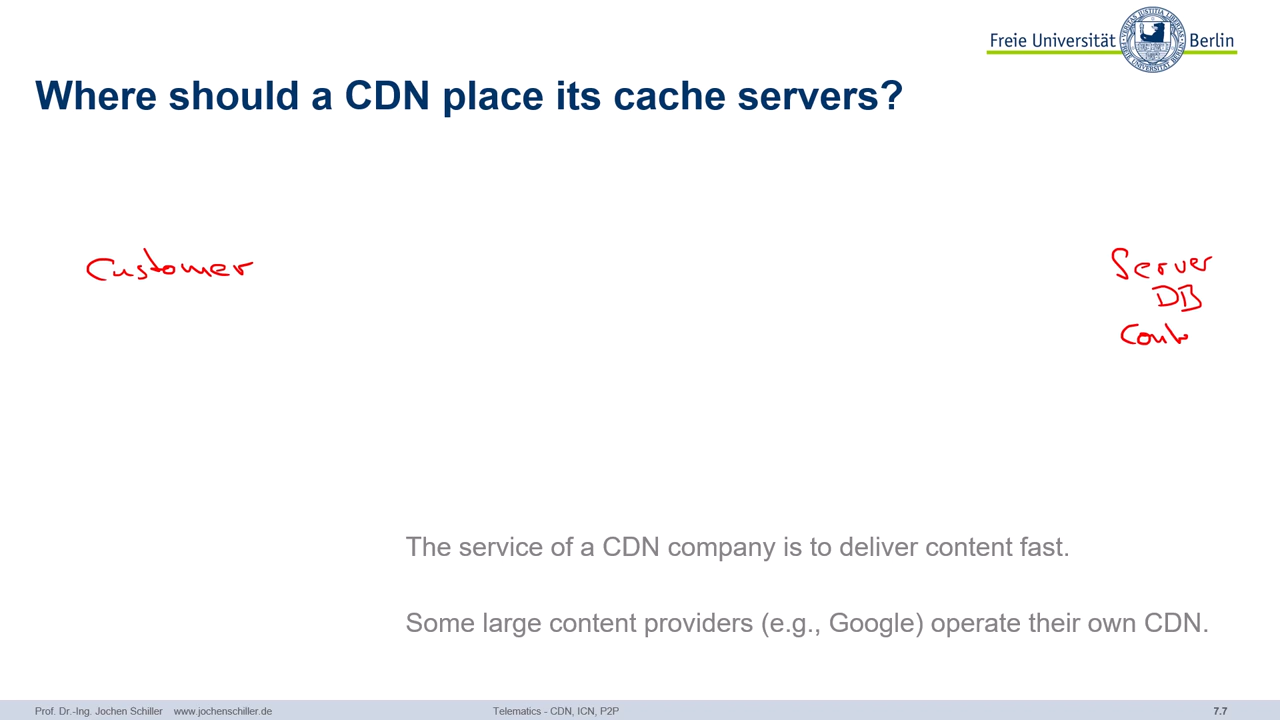 Freie Universität Berlin
Where should a CDN place its cache servers?
Customer
Server
DB
The service of a CDN company is to deliver content fast.
Some large content providers (e.g., Google) operate their own CDN.
Prof. Dr.-Ing. Jochen Schiller www.jochenschiller.de Telematics - CDN, ICN, P2P 7.7